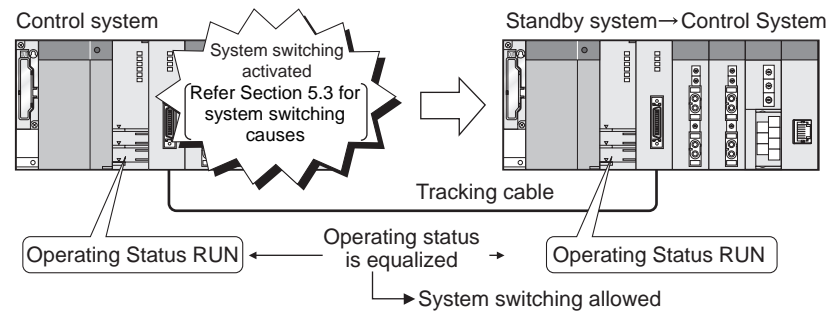 Control system
Standby system→Control System
System switching
activated
Refer Section 5.3 for
system switching
causes
Tracking cable
Operating Status RUN
Operating status
is equalized
Operating Status RUN
System switching allowed